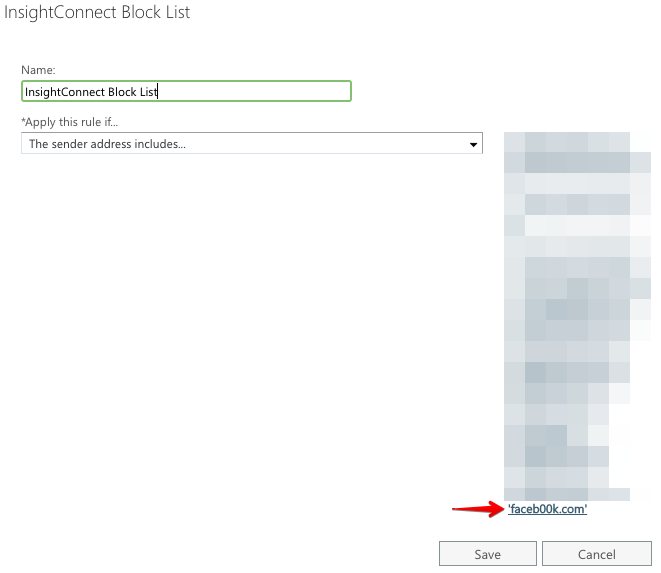 InsightConnect Block List
Name:
InsightConnect Block List
*Apply this rule if...
The sender address includes...
'faceb00k.com'
Save
Cancel